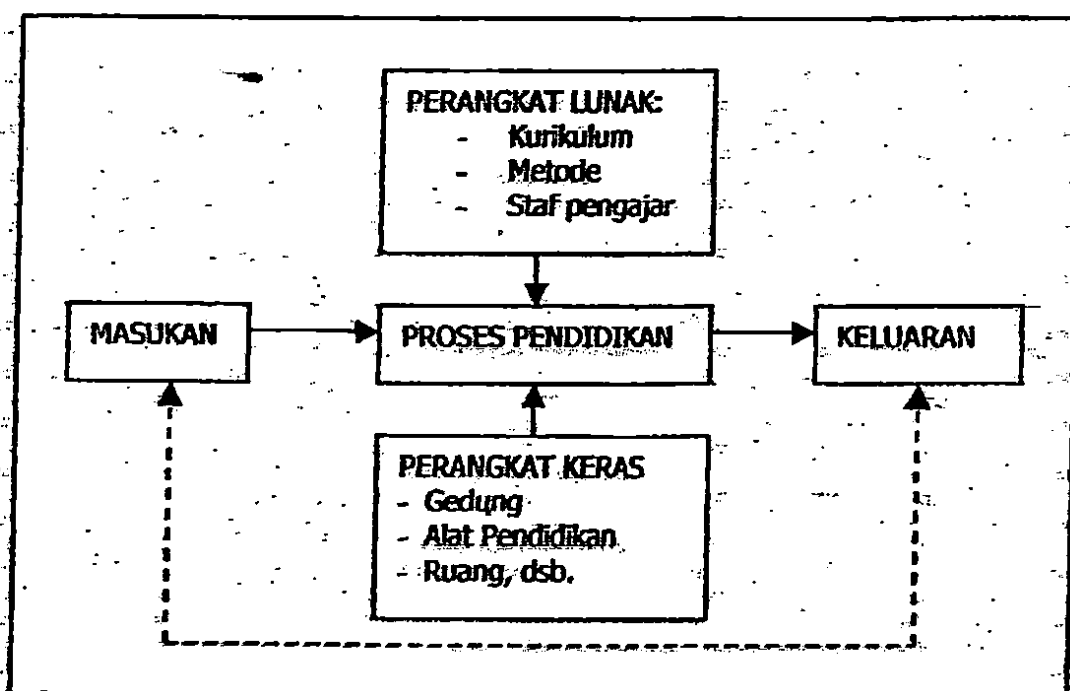 PERANGKAT LUNAK:
- Kurikulum
- Metode
- Staf pengajar
MASUKAN
PROSES PENDIDIKAN
KELUARAN
PERANGKAT KERAS
- Gedung
- Alat Pendidikan
- Ruang, dsb.